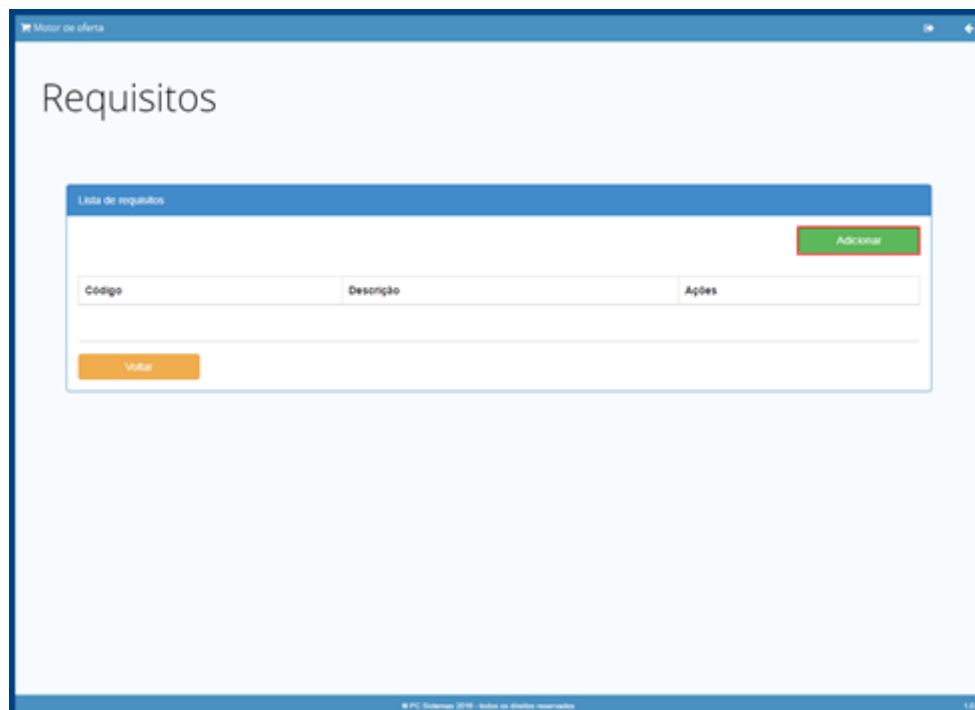 Motor de oferta
Requisitos
Lista de requisitos
Adicionar
Código Descrição Ações
Voltar
© PC Sistemas 2016 - todos os direitos reservados